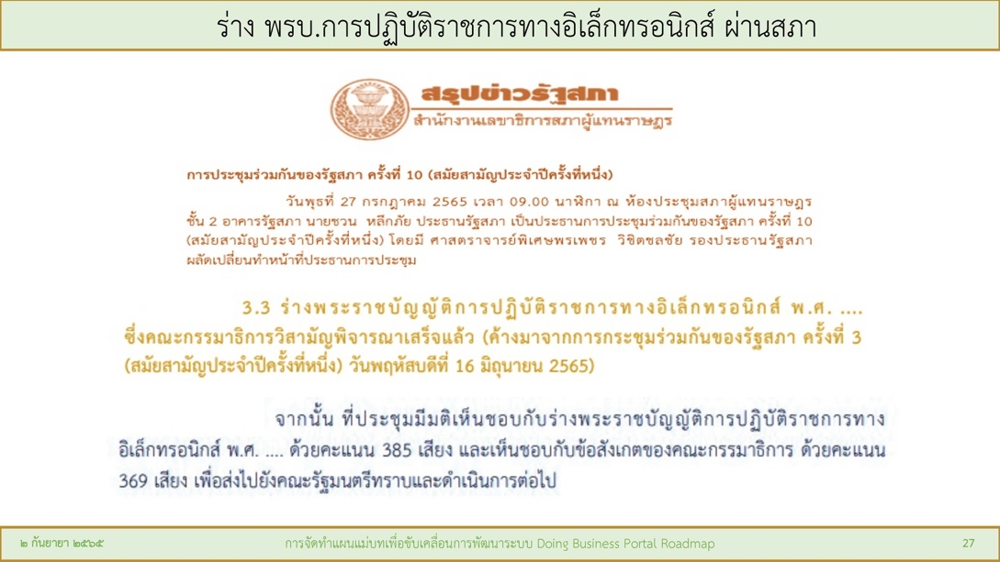 ร่าง พรบ.การปฏิบัติราชการทางอิเล็กทรอนิกส์ ผ่านสภา
สรุปข่าวรัฐสภา
สำนักงานเลขาธิการสภาผู้แทนราษฎร
การประชุมร่วมกันของรัฐสภา ครั้งที่ 10 (สมัยสามัญประจำปีครั้งที่หนึ่ง)
วันพุธที่ 27 กรกฎาคม 2565 เวลา 09.00 นาฬิกา ณ ห้องประชุมสภาผู้แทนราษฎร
ชั้น 2 อาคารรัฐสภา นายชวน หลีกภัย ประธานรัฐสภา เป็นประธานการประชุมร่วมกันของรัฐสภา ครั้งที่ 10
(สมัยสามัญประจำปีครั้งที่หนึ่ง) โดยมี ศาสตราจารย์พิเศษพรเพชร วิชิตชลชัย รองประธานรัฐสภา
ผลัดเปลี่ยนทำหน้าที่ประธานการประชุม
3.3 ร่างพระราชบัญญัติการปฏิบัติราชการทางอิเล็กทรอนิกส์ พ.ศ. ....
ซึ่งคณะกรรมาธิการวิสามัญพิจารณาเสร็จแล้ว (ค้างมาจากการกระชุมร่วมกันของรัฐสภา ครั้งที่ 3
(สมัยสามัญประจำปีครั้งที่หนึ่ง) วันพฤหัสบดีที่ 16 มิถุนายน 2565)
จากนั้น ที่ประชุมมีมติเห็นชอบกับร่างพระราชบัญญัติการปฏิบัติราชการทาง
อิเล็กทรอนิกส์ พ.ศ. .... ด้วยคะแนน 385 เสียง และเห็นชอบกับข้อสังเกตของคณะกรรมาธิการ ด้วยคะแนน
369 เสียง เพื่อส่งไปยังคณะรัฐมนตรีทราบและดำเนินการต่อไป
๒ กันยายา ๒๕๖๕
การจัดทำแผนแม่บทเพื่อขับเคลื่อนการพัฒนาระบบ Doing Business Portal Roadmap
27